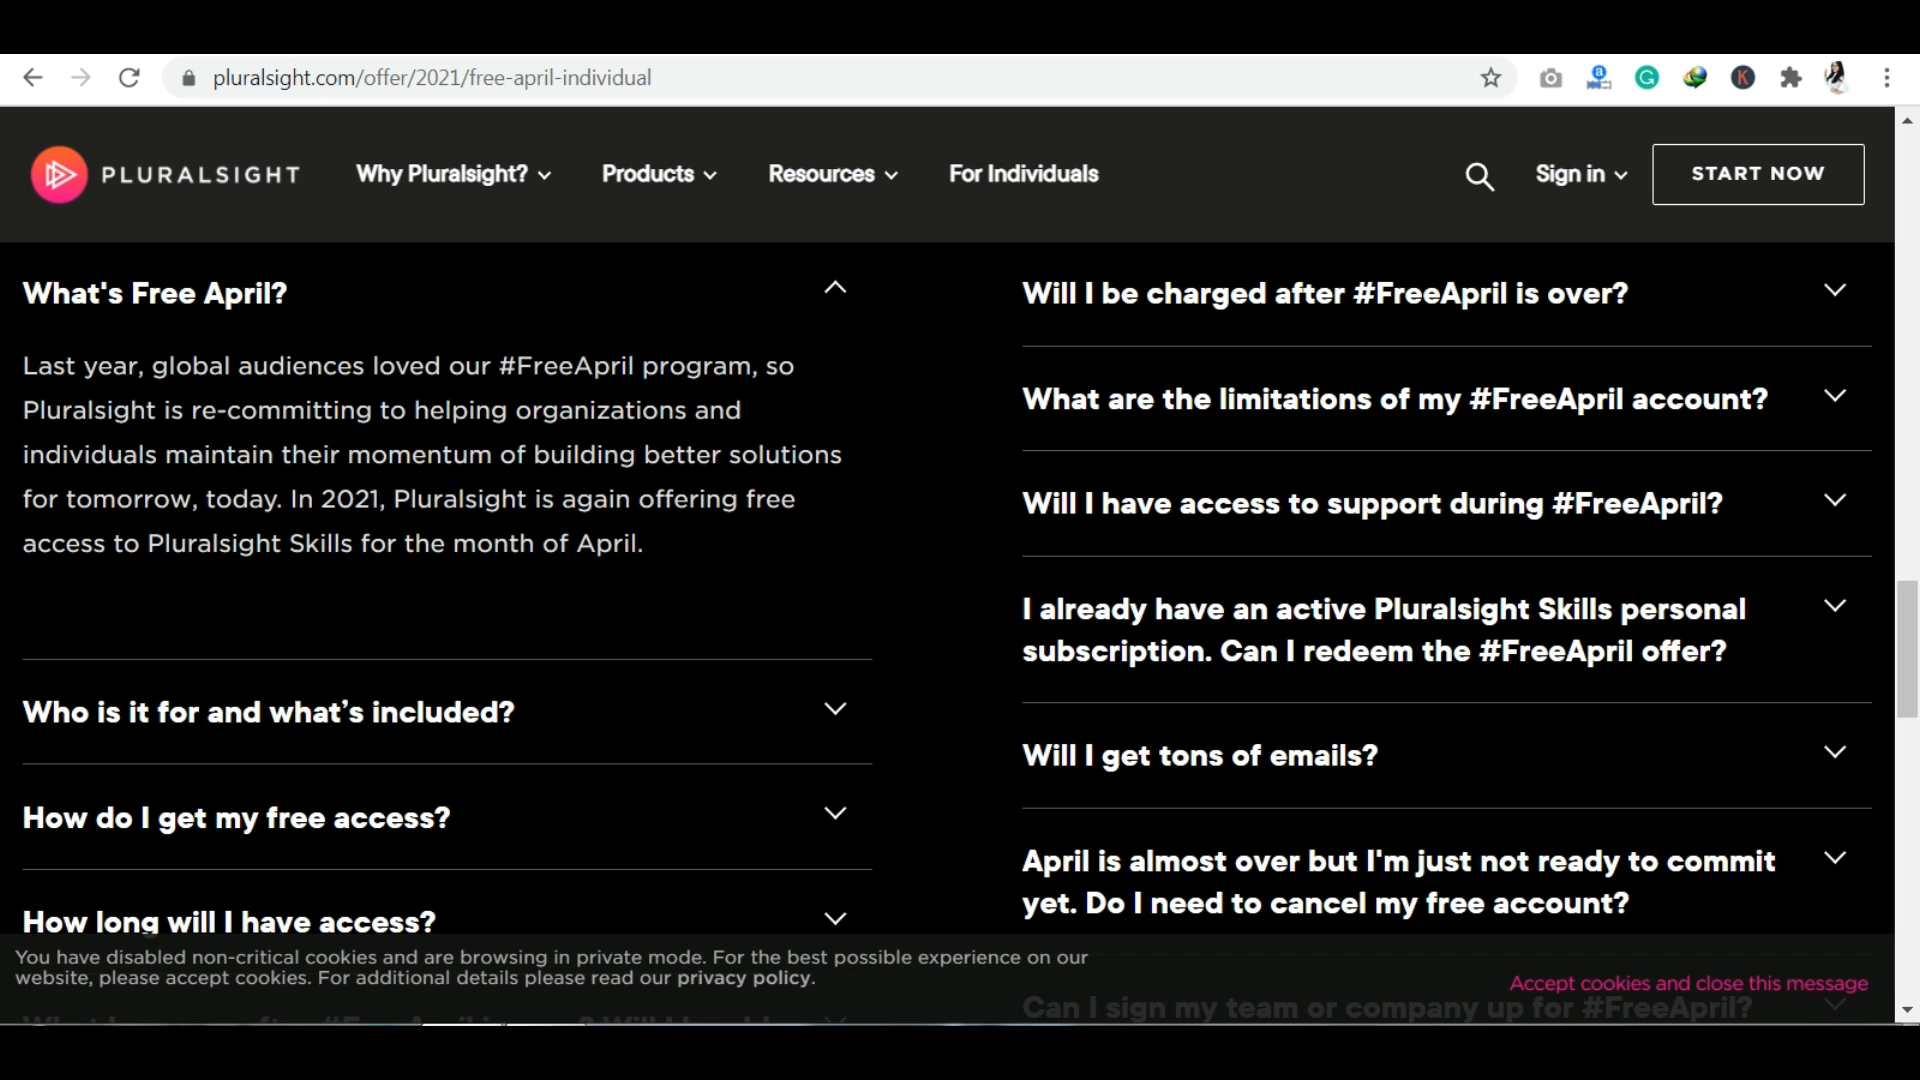 pluralsight.com/offer/2021/free-april-individual
PLURALSIGHT
Why Pluralsight?
Products
Resources
For Individuals
Sign in
START NOW
What's Free April?
Last year, global audiences loved our #FreeApril program, so
Pluralsight is re-committing to helping organizations and
individuals maintain their momentum of building better solutions
for tomorrow, today. In 2021, Pluralsight is again offering free
access to Pluralsight Skills for the month of April.
Who is it for and what’s included?
How do I get my free access?
How long will I have access?
Will I be charged after #FreeApril is over?
What are the limitations of my #FreeApril account?
Will I have access to support during #FreeApril?
I already have an active Pluralsight Skills personal
subscription. Can I redeem the #FreeApril offer?
Will I get tons of emails?
April is almost over but I'm just not ready to commit
yet. Do I need to cancel my free account?
Can I sign my team or company up for #FreeApril?
You have disabled non-critical cookies and are browsing in private mode. For the best possible experience on our
website, please accept cookies. For additional details please read our privacy policy.
Accept cookies and close this message